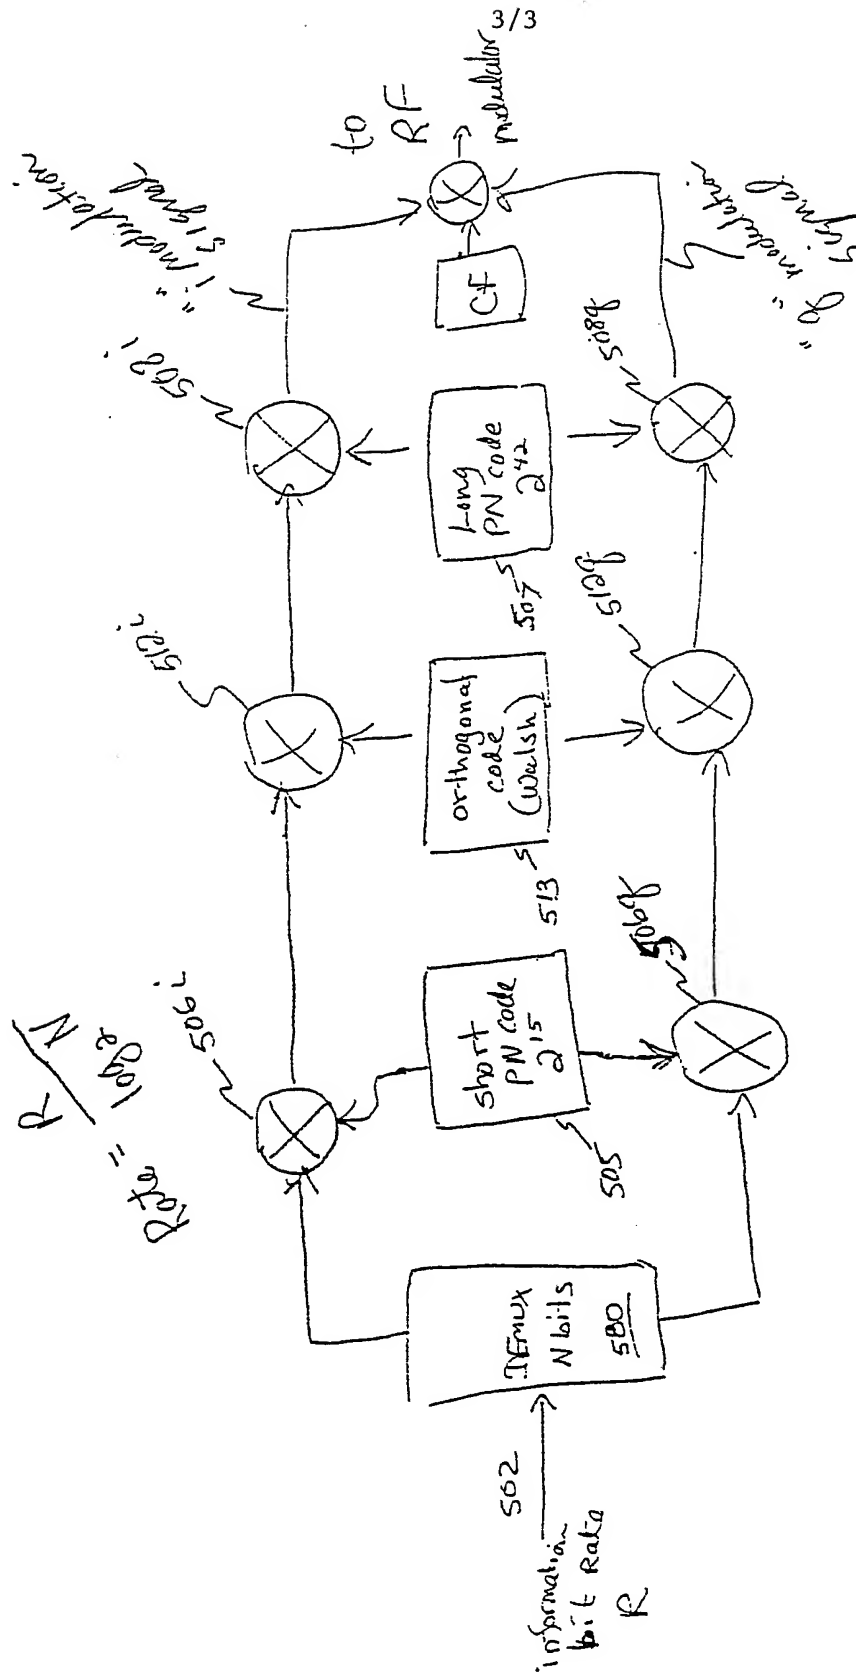 3/3
to
RF
modulator
"i" modulation
signal
508i
CF
Long
PN code
2^42
507
508q
"q" modulation
signal
512i
orthogonal
code
(Walsh)
513
512q
Rate = R / log2 N
506i
short
PN code
2^15
505
506q
DEMUX
N bits
580
502
information
bit Rate
R